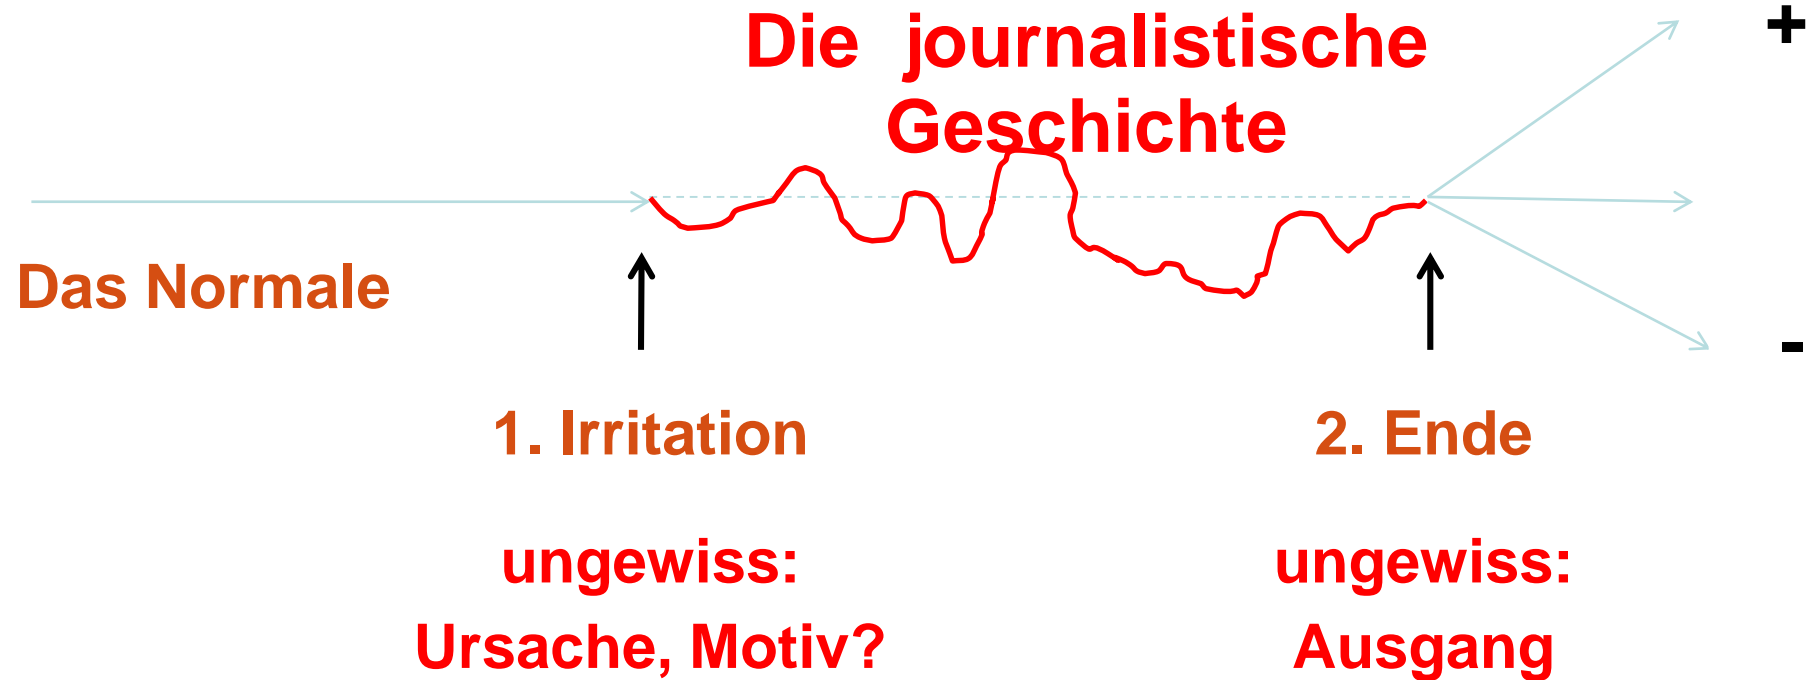 Die journalistische
Geschichte
+
Das Normale
-
1. Irritation
2. Ende
ungewiss:
Ursache, Motiv?
ungewiss:
Ausgang